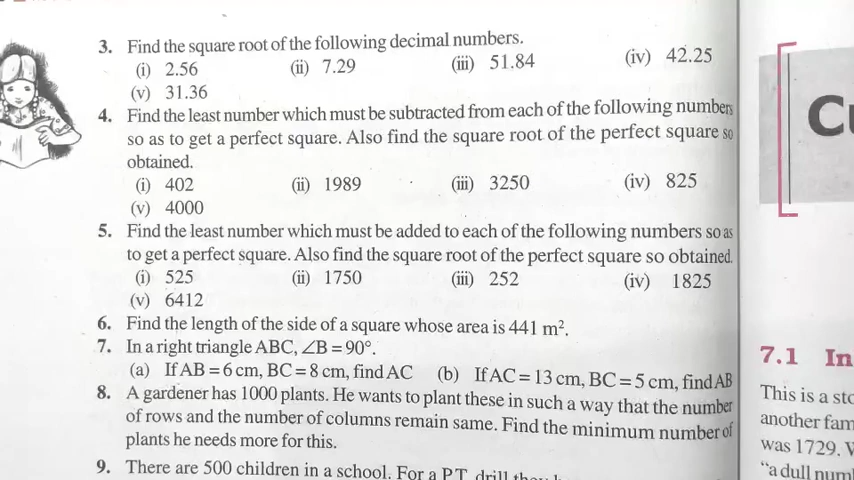 3. Find the square root of the following decimal numbers.
(i) 2.56 (ii) 7.29 (iii) 51.84 (iv) 42.25
(v) 31.36
4. Find the least number which must be subtracted from each of the following numbers
so as to get a perfect square. Also find the square root of the perfect square so
obtained.
(i) 402 (ii) 1989 (iii) 3250 (iv) 825
(v) 4000
5. Find the least number which must be added to each of the following numbers so as
to get a perfect square. Also find the square root of the perfect square so obtained.
(i) 525 (ii) 1750 (iii) 252 (iv) 1825
(v) 6412
6. Find the length of the side of a square whose area is 441 m².
7. In a right triangle ABC, ∠B = 90°.
(a) If AB = 6 cm, BC = 8 cm, find AC (b) If AC = 13 cm, BC = 5 cm, find AB
8. A gardener has 1000 plants. He wants to plant these in such a way that the number
of rows and the number of columns remain same. Find the minimum number of
plants he needs more for this.
9. There are 500 children in a school. For a P.T. drill
Cu
7.1 In
This is a sto
another fam
was 1729.
"a dull num